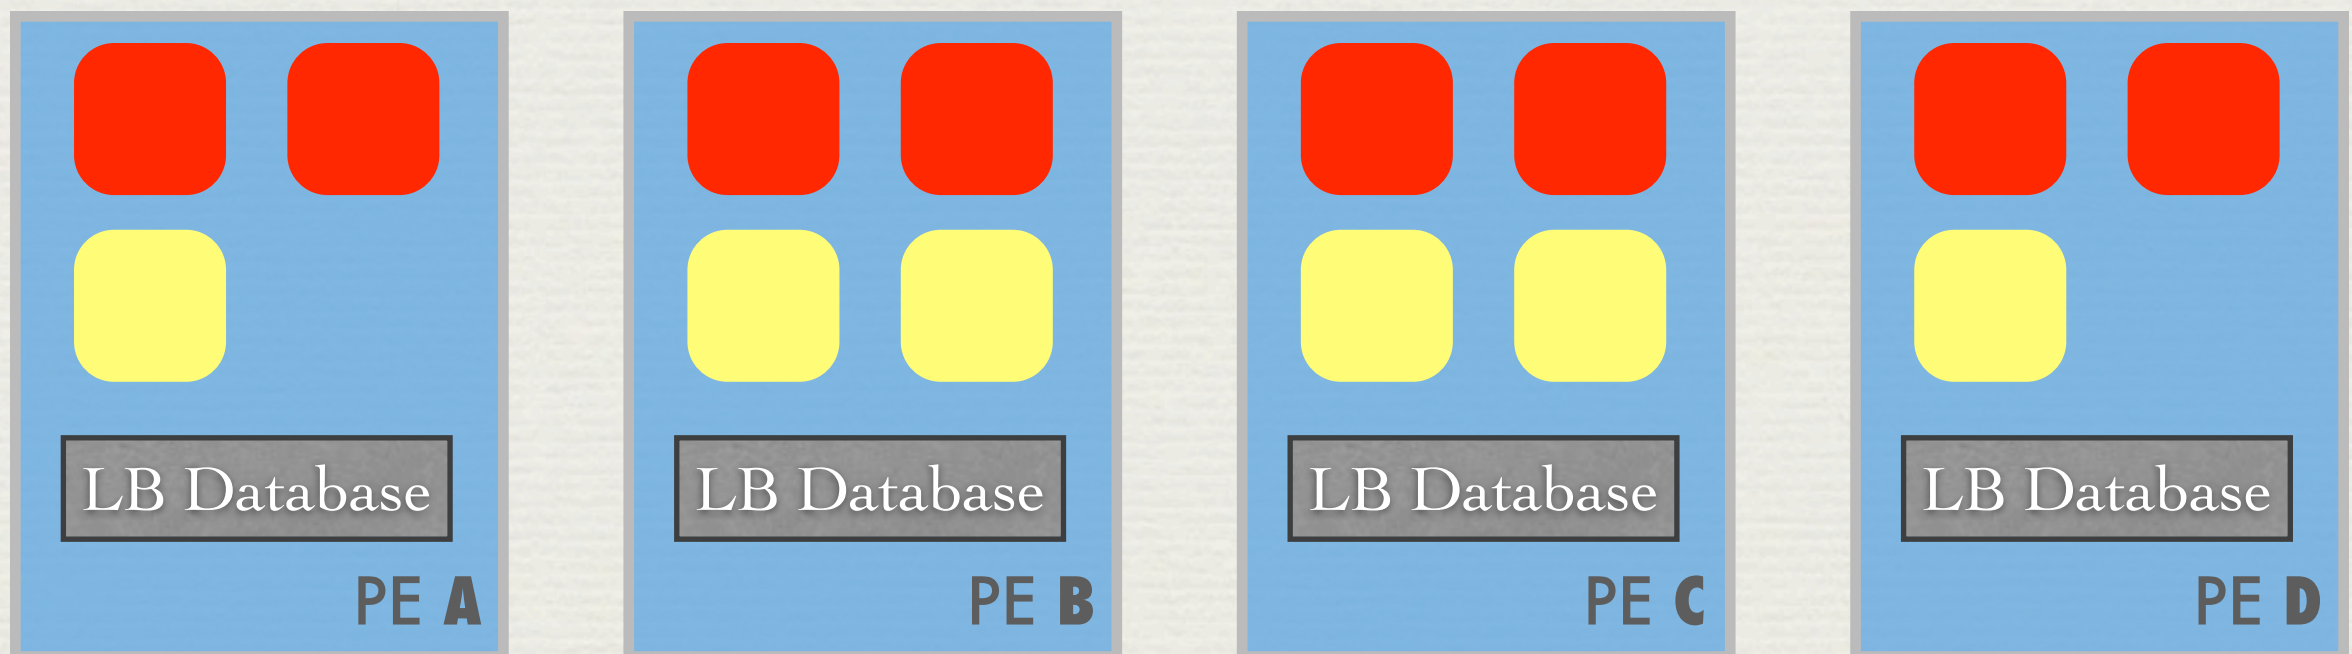 LB Database
PE A
LB Database
PE B
LB Database
PE C
LB Database
PE D